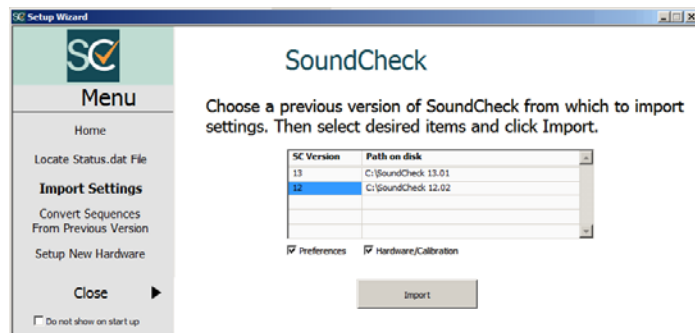 SC Setup Wizard
SC
Menu
Home
Locate Status.dat File
Import Settings
Convert Sequences
From Previous Version
Setup New Hardware
Close
Do not show on start up
SoundCheck
Choose a previous version of SoundCheck from which to import
settings. Then select desired items and click Import.
SC Version Path on disk
13 C:\SoundCheck 13.01
12 C:\SoundCheck 12.02
Preferences Hardware/Calibration
Import